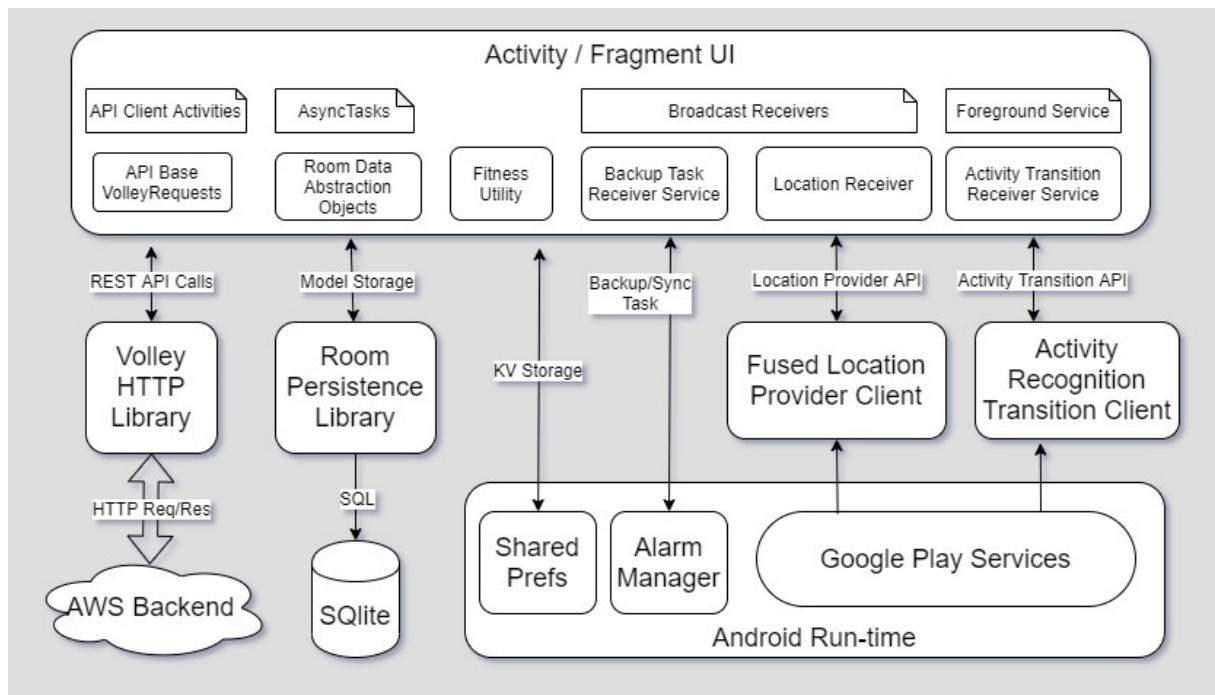 Activity / Fragment UI
API Client Activities
AsyncTasks
Broadcast Receivers
Foreground Service
API Base
VolleyRequests
Room Data
Abstraction
Objects
Fitness
Utility
Backup Task
Receiver Service
Location Receiver
Activity Transition
Receiver Service
REST API Calls
Model Storage
Backup/Sync
Task
Location Provider API
Activity Transition API
Volley
HTTP
Library
Room
Persistence
Library
KV Storage
Fused Location
Provider Client
Activity
Recognition
Transition Client
HTTP Req/Res
SQL
AWS Backend
SQlite
Shared
Prefs
Alarm
Manager
Google Play Services
Android Run-time